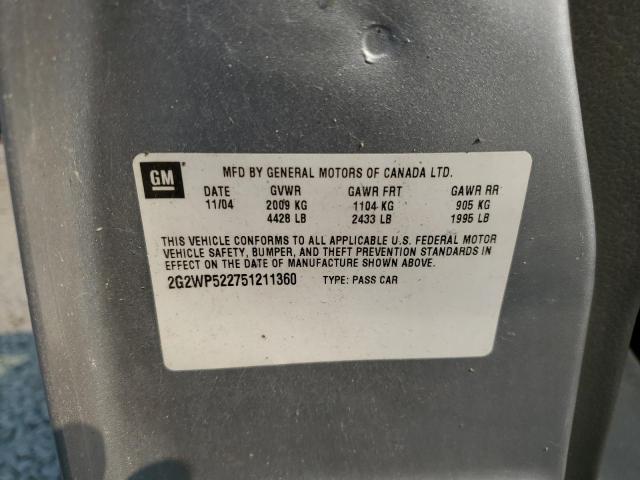 GM
MFD BY GENERAL MOTORS OF CANADA LTD.
DATE GVWR GAWR FRT GAWR RR
11/04 2009 KG 1104 KG 905 KG
4428 LB 2433 LB 1995 LB
THIS VEHICLE CONFORMS TO ALL APPLICABLE U.S. FEDERAL MOTOR
VEHICLE SAFETY, BUMPER, AND THEFT PREVENTION STANDARDS IN
EFFECT ON THE DATE OF MANUFACTURE SHOWN ABOVE.
2G2WP522751211360 TYPE: PASS CAR